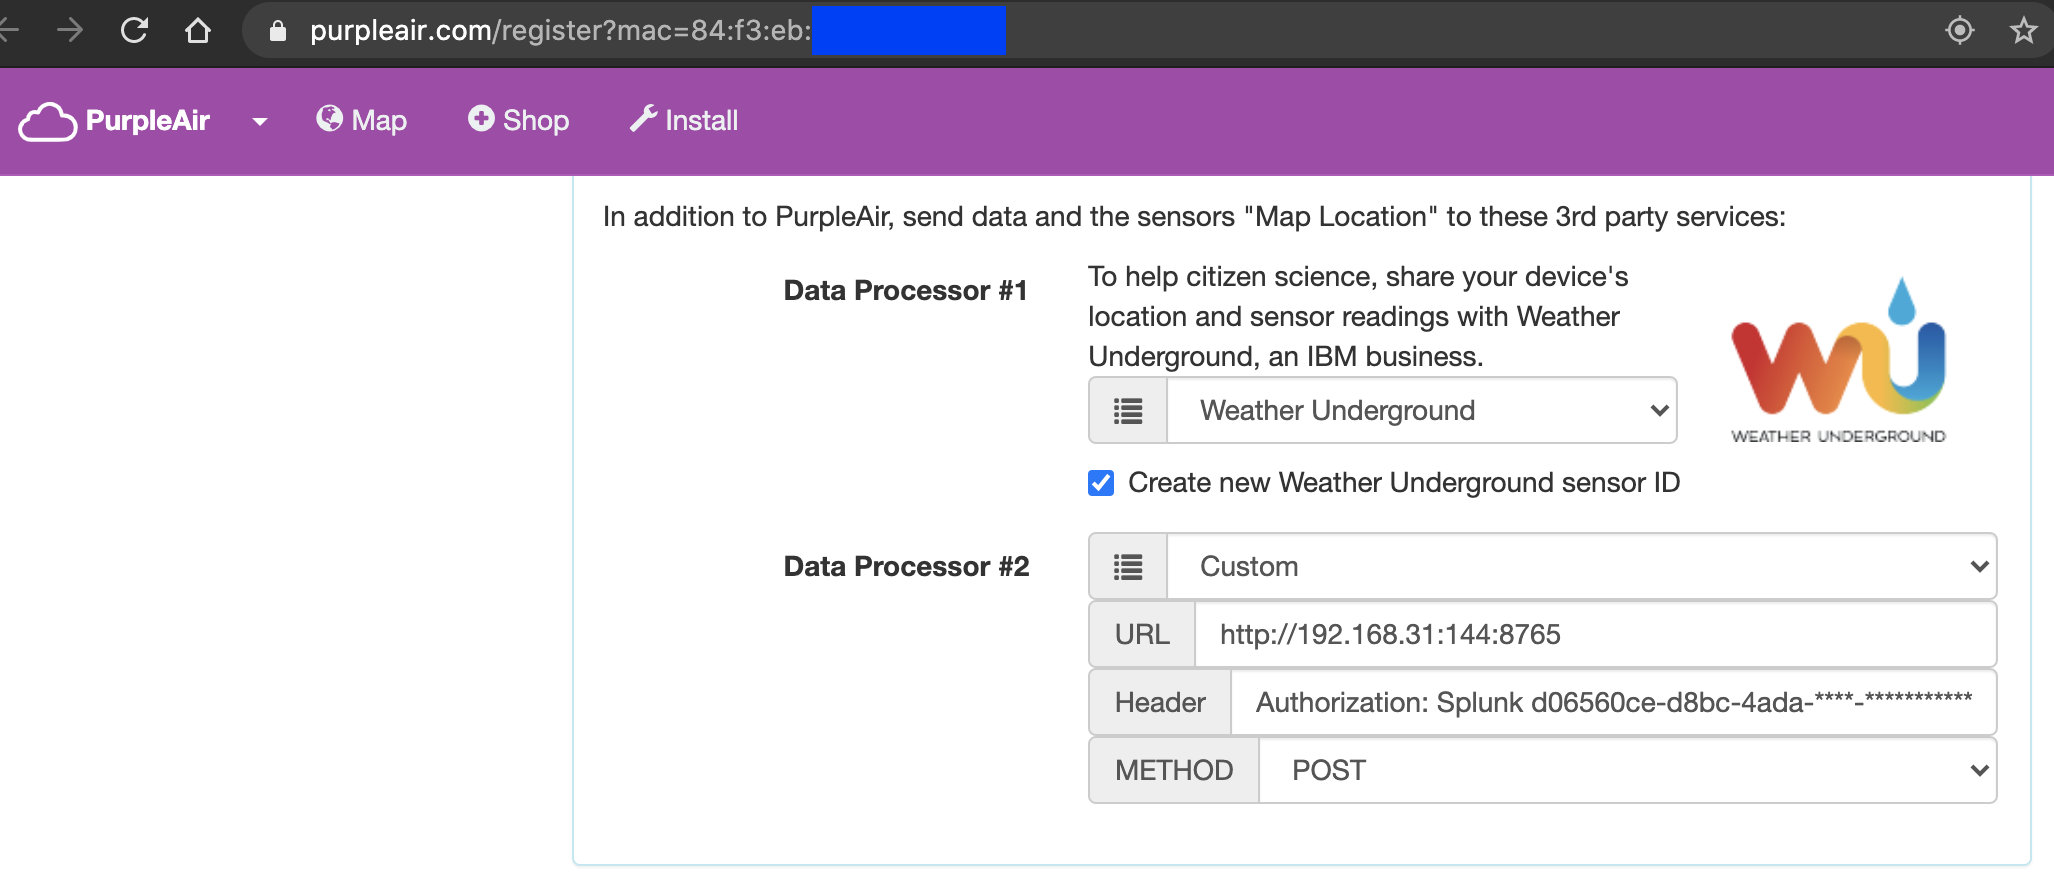 purpleair.com/register?mac=84:f3:eb:
PurpleAir Map Shop Install
In addition to PurpleAir, send data and the sensors "Map Location" to these 3rd party services:
Data Processor #1
To help citizen science, share your device's
location and sensor readings with Weather
Underground, an IBM business.
Weather Underground
WU
WEATHER UNDERGROUND
Create new Weather Underground sensor ID
Data Processor #2
Custom
URL http://192.168.31:144:8765
Header Authorization: Splunk d06560ce-d8bc-4ada-****-***********
METHOD POST